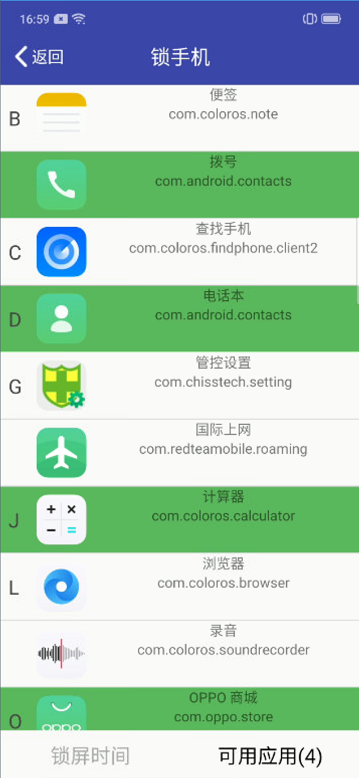 16:59
返回
锁手机
B
便签
com.coloros.note
拨号
com.android.contacts
C
查找手机
com.coloros.findphone.client2
D
电话本
com.android.contacts
G
管控设置
com.chisstech.setting
国际上网
com.redteamobile.roaming
J
计算器
com.coloros.calculator
L
浏览器
com.coloros.browser
录音
com.coloros.soundrecorder
O
oppo
OPPO 商城
com.oppo.store
锁屏时间
可用应用(4)